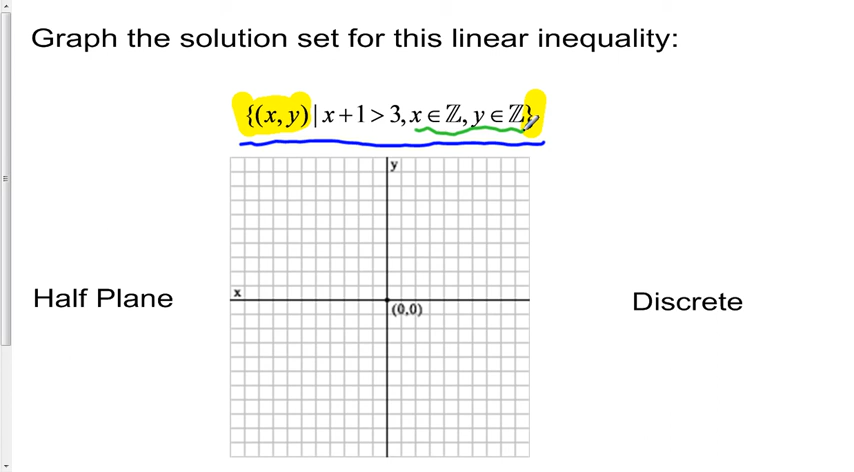 Graph the solution set for this linear inequality:
{(x, y) | x + 1 > 3, x ∈ ℤ, y ∈ ℤ}
y
x
(0,0)
Half Plane
Discrete